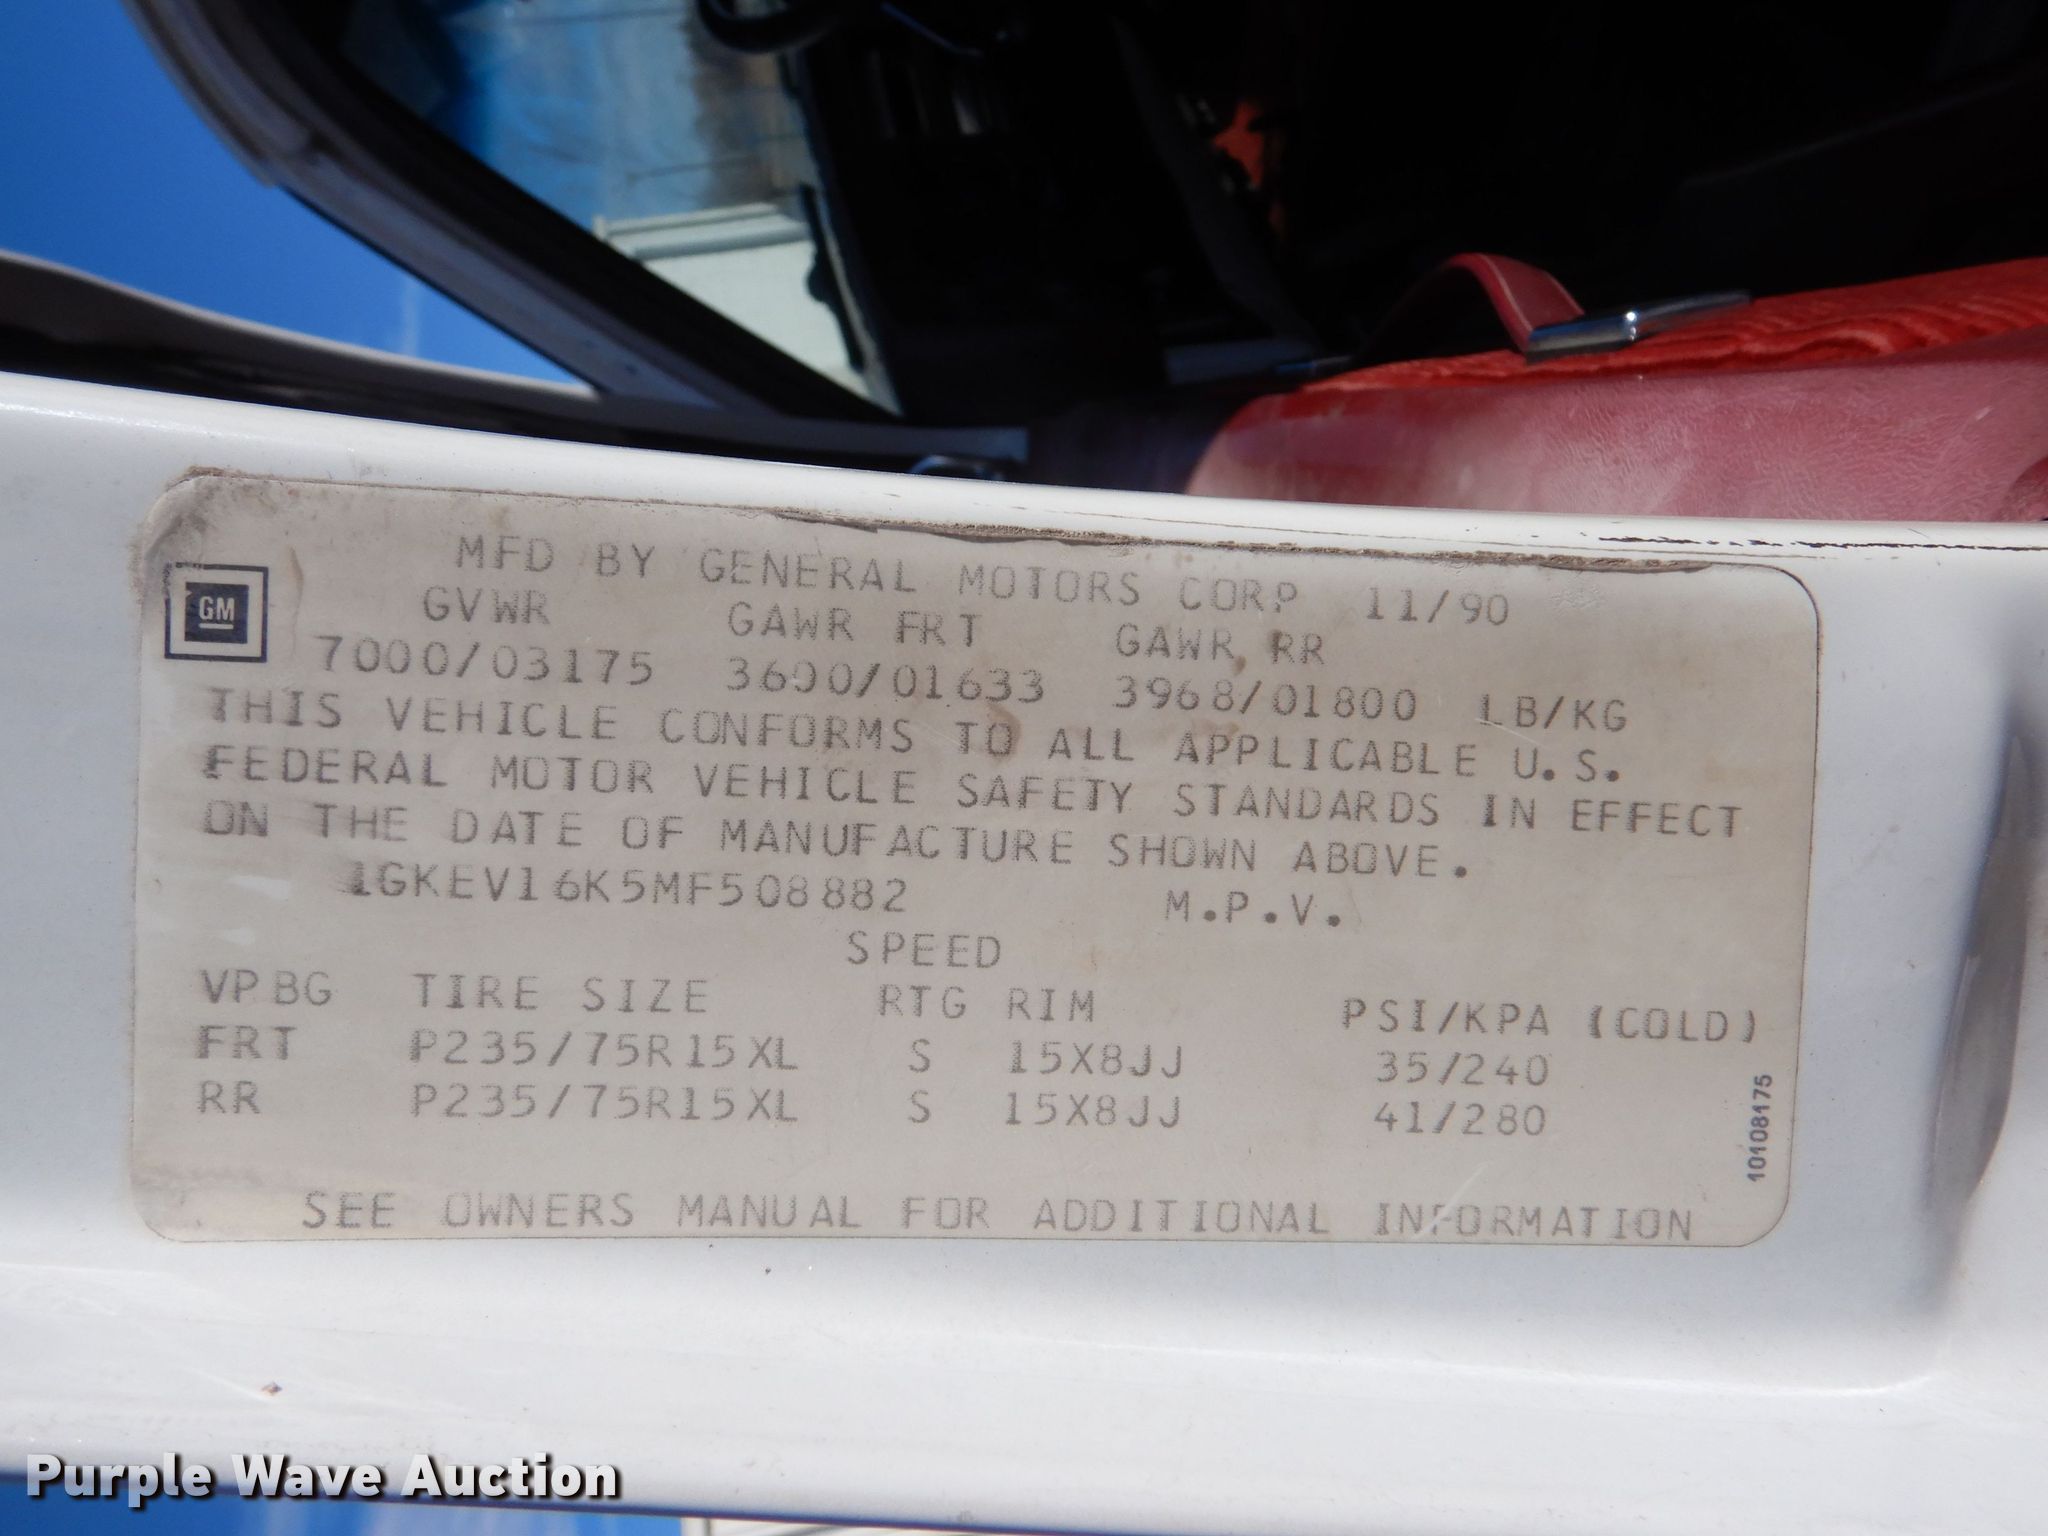 MFD BY GENERAL MOTORS CORP 11/90
GM
GVWR GAWR FRT GAWR RR
7000/03175 3600/01633 3968/01800 LB/KG
THIS VEHICLE CONFORMS TO ALL APPLICABLE U.S.
FEDERAL MOTOR VEHICLE SAFETY STANDARDS IN EFFECT
ON THE DATE OF MANUFACTURE SHOWN ABOVE.
1GKEV16K5MF508882 M.P.V.
SPEED
VPBG TIRE SIZE RTG RIM PSI/KPA (COLD)
FRT P235/75R15XL S 15X8JJ 35/240
RR P235/75R15XL S 15X8JJ 41/280
10108175
SEE OWNERS MANUAL FOR ADDITIONAL INFORMATION
Purple Wave Auction